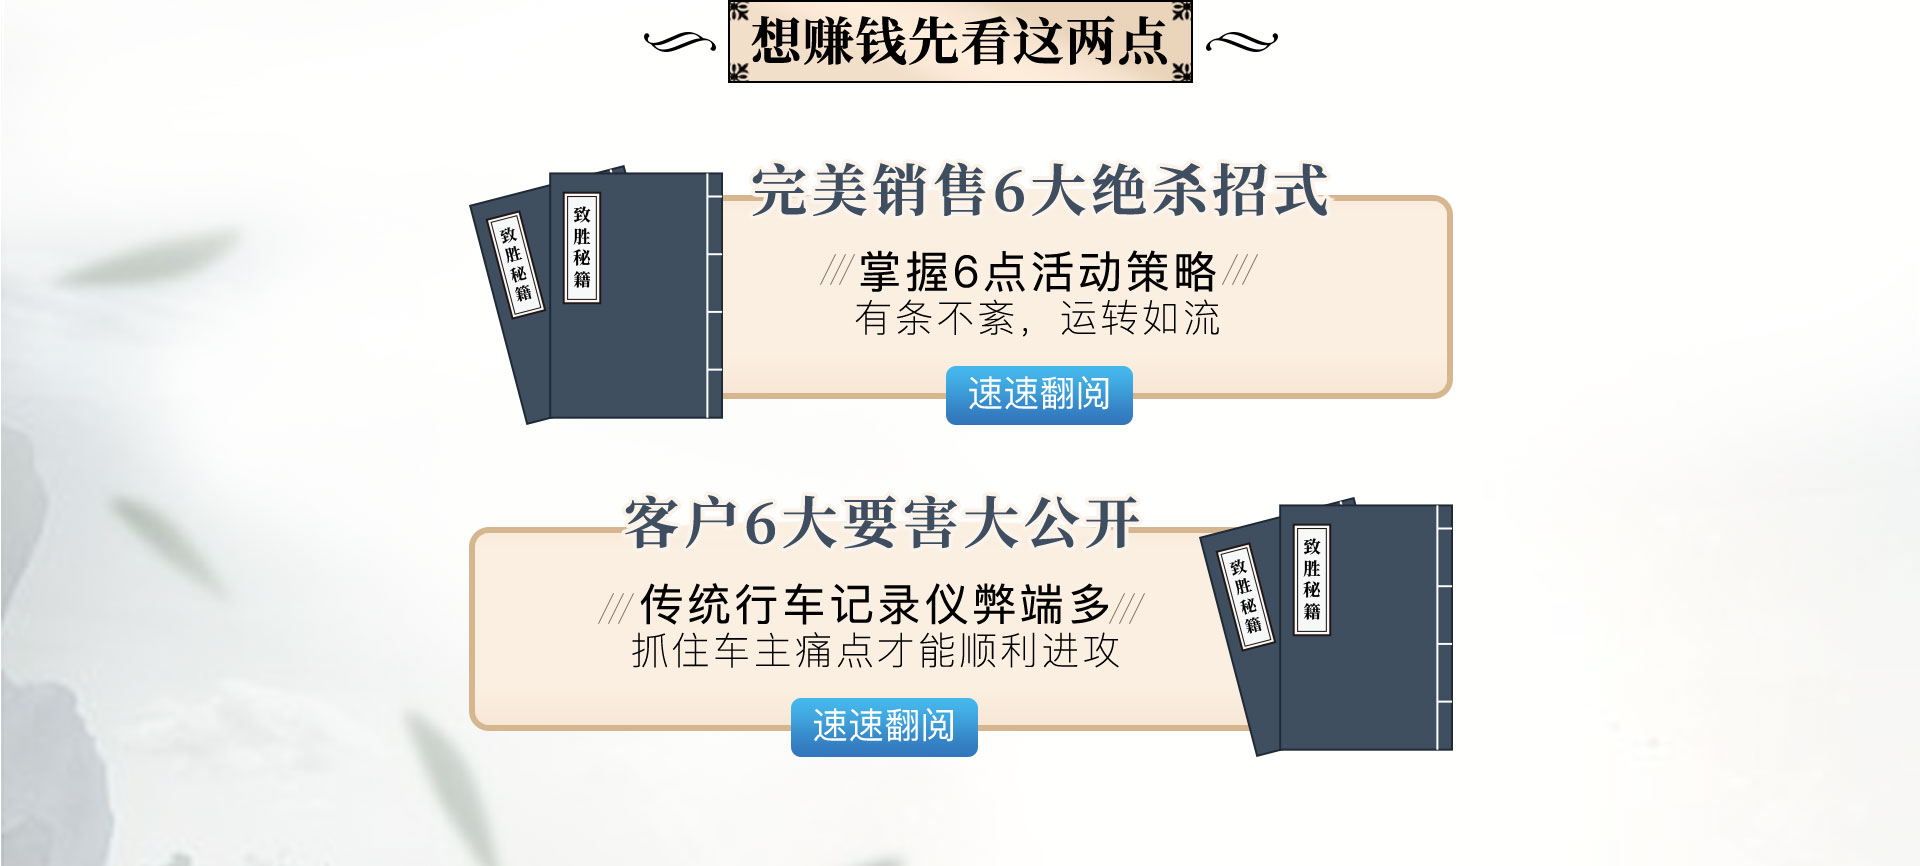 想赚钱先看这两点
完美销售6大绝杀招式
致胜秘籍
致胜秘籍
掌握6点活动策略
有条不紊，运转如流
速速翻阅
客户6大要害大公开
传统行车记录仪弊端多
抓住车主痛点才能顺利进攻
速速翻阅
致胜秘籍
致胜秘籍